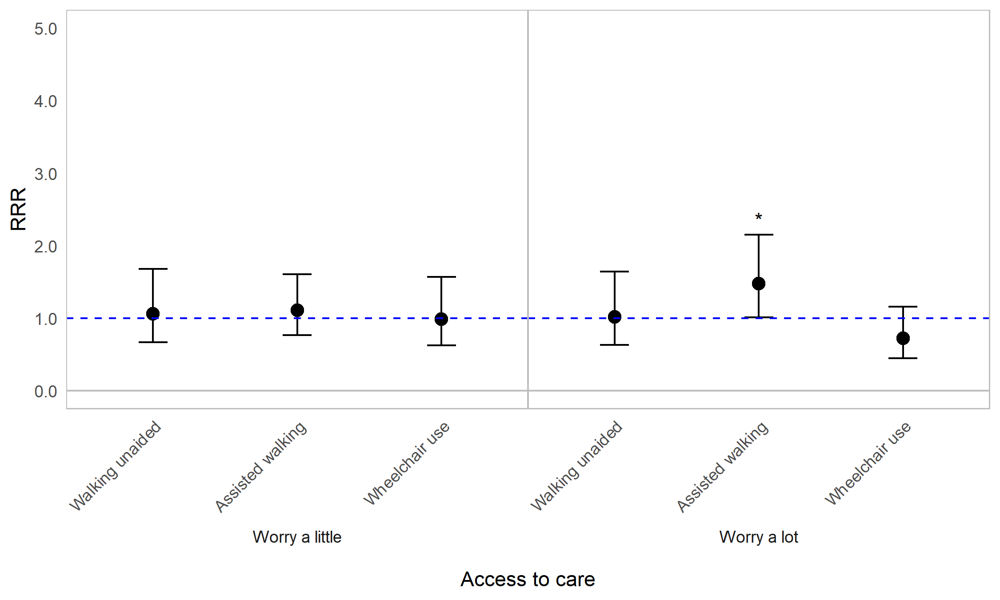 5.0
4.0
3.0
2.0
1.0
0.0
RRR
*
Walking unaided
Assisted walking
Wheelchair use
Walking unaided
Assisted walking
Wheelchair use
Worry a little
Worry a lot
Access to care